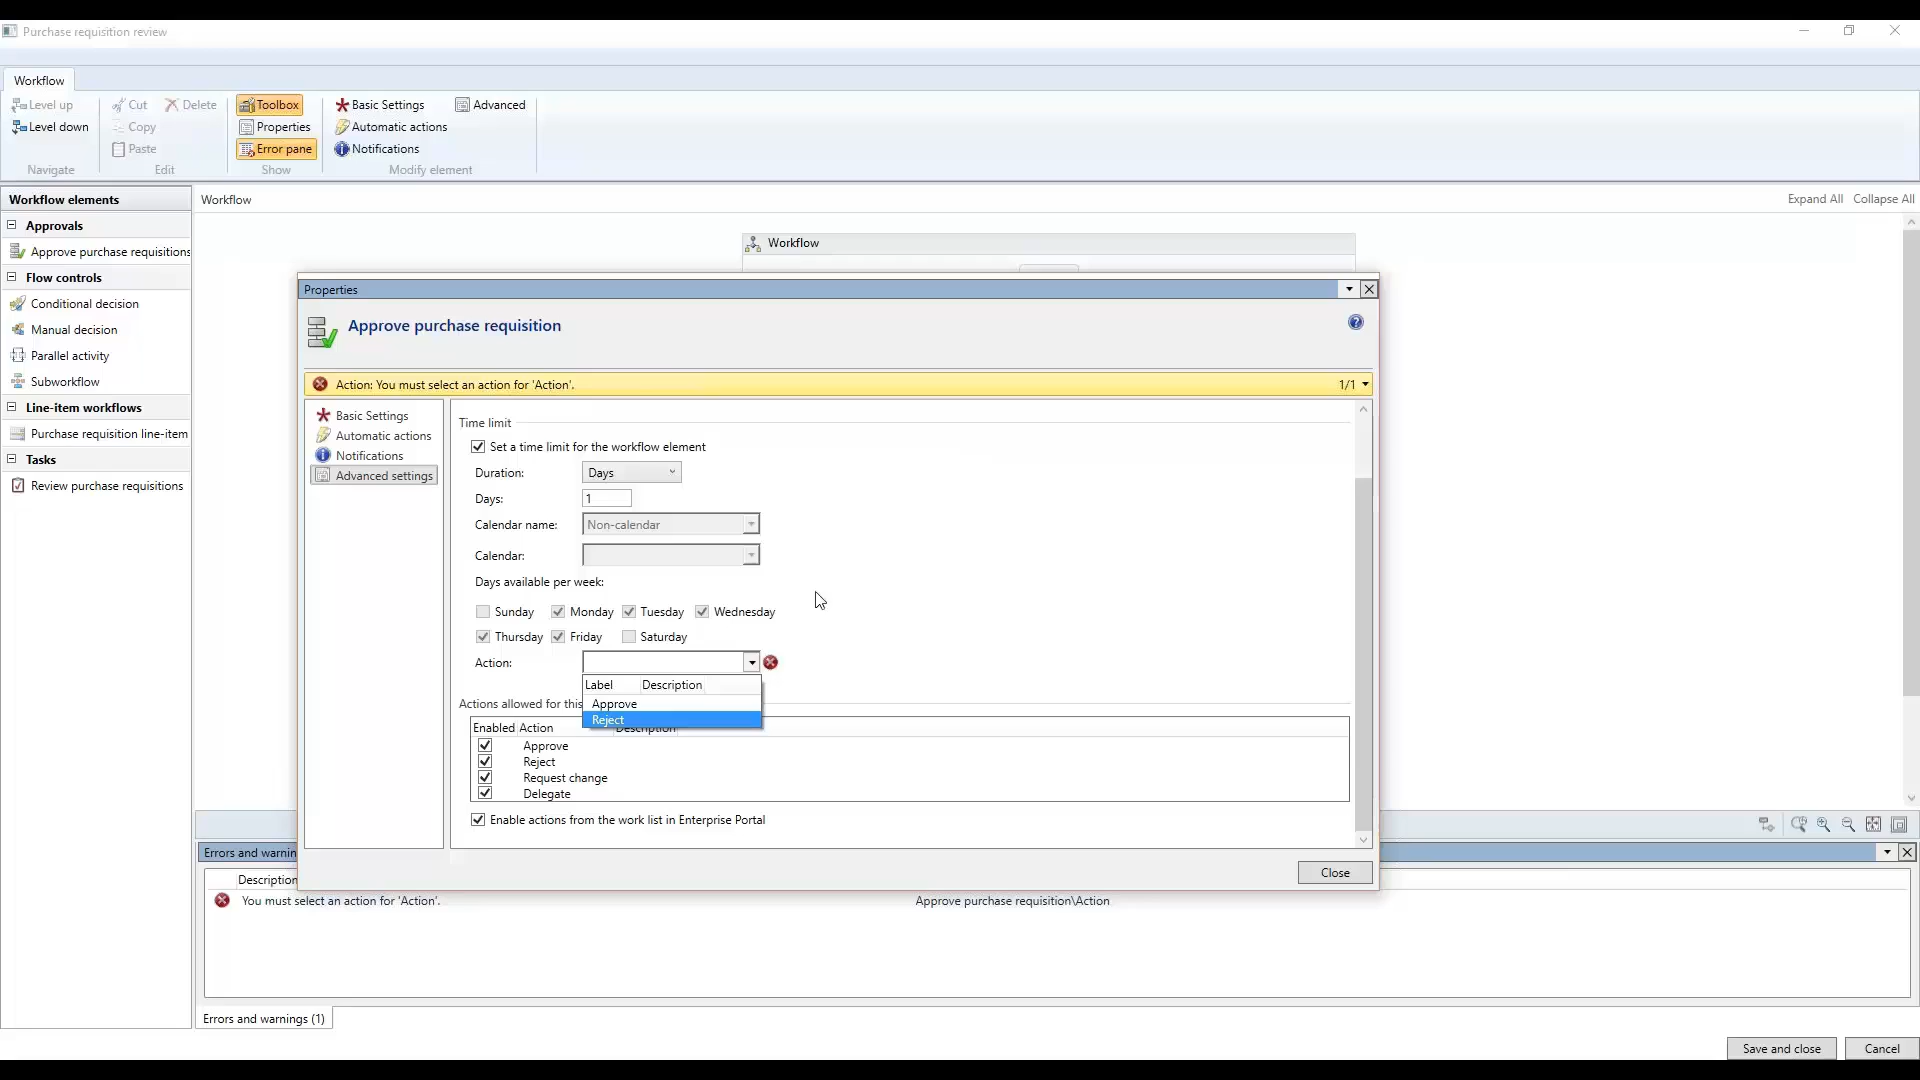 Purchase requisition review
Workflow
Level up
Cut
Delete
Toolbox
Basic Settings
Advanced
Level down
Copy
Properties
Automatic actions
Paste
Error pane
Notifications
Navigate
Edit
Show
Modify element
Workflow elements
Approvals
Approve purchase requisitions
Flow controls
Conditional decision
Manual decision
Parallel activity
Subworkflow
Line-item workflows
Purchase requisition line-item
Tasks
Review purchase requisitions
Workflow
Expand All
Collapse All
Workflow
Properties
Approve purchase requisition
Action: You must select an action for 'Action'.
1/1
Basic Settings
Automatic actions
Notifications
Advanced settings
Time limit
Set a time limit for the workflow element
Duration:
Days
Days:
1
Calendar name:
Non-calendar
Calendar:
Days available per week:
Sunday
Monday
Tuesday
Wednesday
Thursday
Friday
Saturday
Action:
Label
Description
Approve
Reject
Actions allowed for this
Enabled
Action
Description
Approve
Reject
Request change
Delegate
Enable actions from the work list in Enterprise Portal
Close
Errors and warnin
Description
You must select an action for 'Action'.
Approve purchase requisition\Action
Errors and warnings (1)
Save and close
Cancel